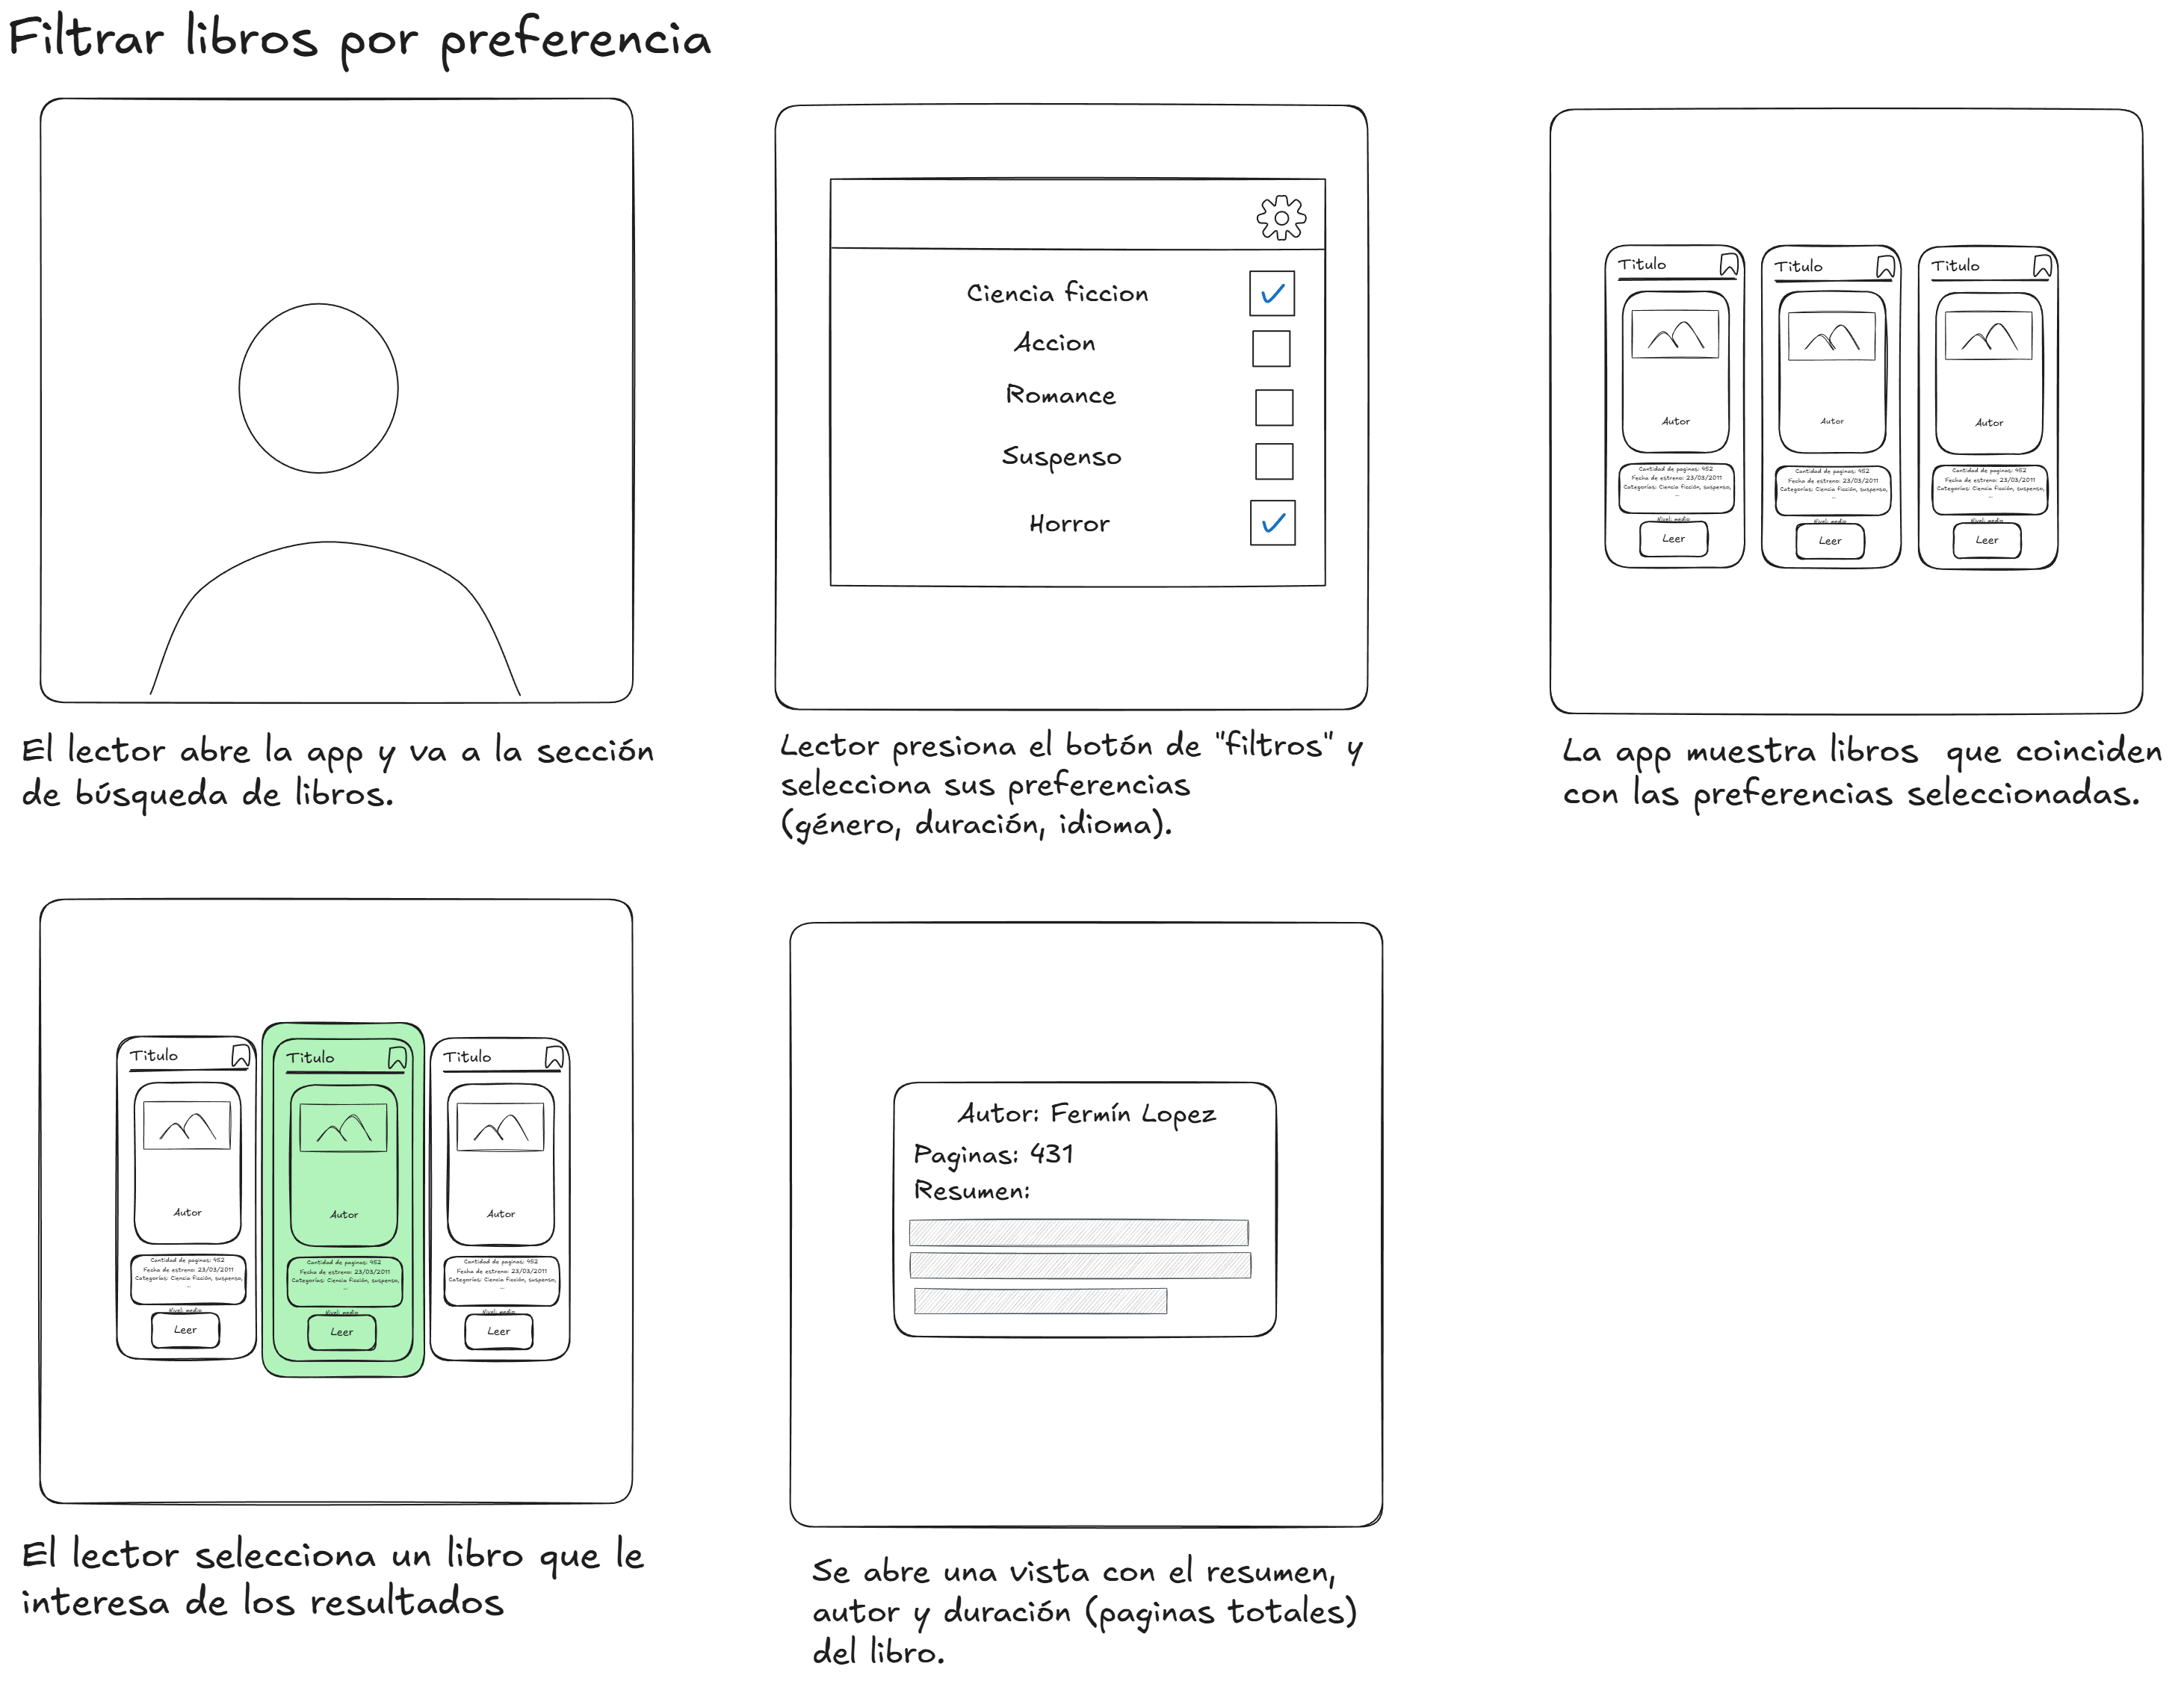 Filtrar libros por preferencia
Ciencia ficcion
Accion
Romance
Suspenso
Horror
Titulo
Autor
Cantidad de paginas: 952
Fecha de estreno: 23/03/2011
Categorías: Ciencia ficción, suspenso,
...
Nivel: medio
Leer
Titulo
Autor
Cantidad de paginas: 952
Fecha de estreno: 23/03/2011
Categorías: Ciencia ficción, suspenso,
...
Nivel: medio
Leer
Titulo
Autor
Cantidad de paginas: 952
Fecha de estreno: 23/03/2011
Categorías: Ciencia ficción, suspenso,
...
Nivel: medio
Leer
El lector abre la app y va a la sección
de búsqueda de libros.
Lector presiona el botón de "filtros" y
selecciona sus preferencias
(género, duración, idioma).
La app muestra libros que coinciden
con las preferencias seleccionadas.
Titulo
Autor
Cantidad de paginas: 952
Fecha de estreno: 23/03/2011
Categorías: Ciencia ficción, suspenso,
...
Nivel: medio
Leer
Titulo
Autor
Cantidad de paginas: 952
Fecha de estreno: 23/03/2011
Categorías: Ciencia ficción, suspenso,
...
Nivel: medio
Leer
Titulo
Autor
Cantidad de paginas: 952
Fecha de estreno: 23/03/2011
Categorías: Ciencia ficción, suspenso,
...
Nivel: medio
Leer
Autor: Fermín Lopez
Paginas: 431
Resumen:
El lector selecciona un libro que le
interesa de los resultados
Se abre una vista con el resumen,
autor y duración (paginas totales)
del libro.